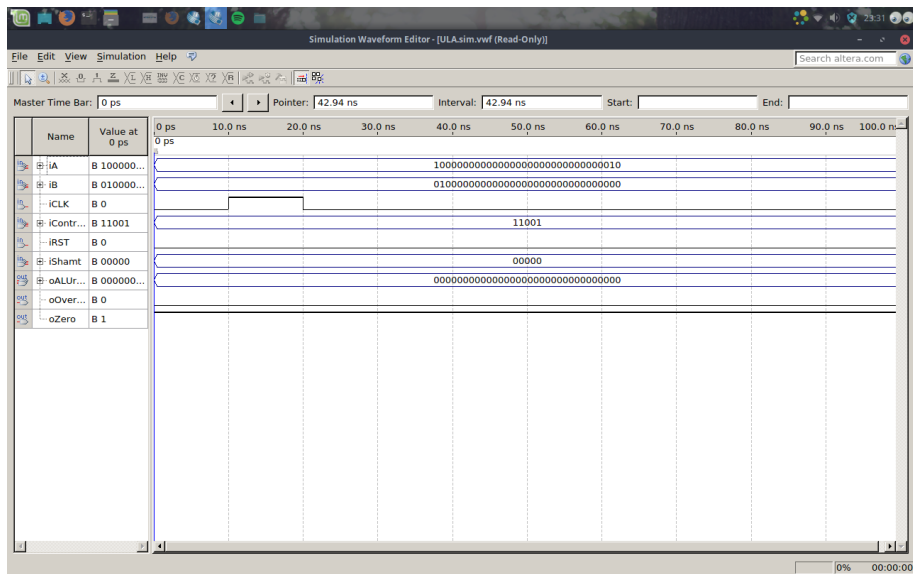 23:31
Simulation Waveform Editor - [ULA.sim.vwf (Read-Only)]
File Edit View Simulation Help
Search altera.com
Master Time Bar: 0 ps Pointer: 42.94 ns Interval: 42.94 ns Start: End:
Name Value at 0 ps 0 ps 10.0 ns 20.0 ns 30.0 ns 40.0 ns 50.0 ns 60.0 ns 70.0 ns 80.0 ns 90.0 ns 100.0 ns
0 ps
iA B 100000... 10000000000000000000000000000010
iB B 010000... 01000000000000000000000000000000
iCLK B 0
iContr... B 11001 11001
iRST B 0
iShamt B 00000 00000
oALUr... B 000000... 00000000000000000000000000000000
oOver... B 0
oZero B 1
0% 00:00:00